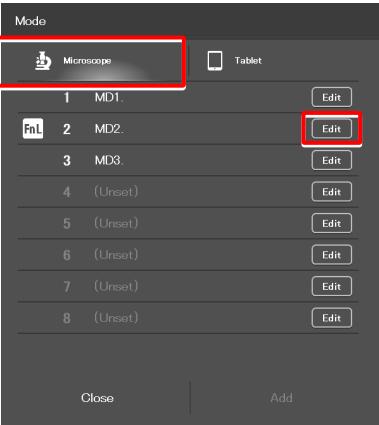 Mode
Microscope Tablet
1 MD1. Edit
FnL 2 MD2. Edit
3 MD3. Edit
4 (Unset) Edit
5 (Unset) Edit
6 (Unset) Edit
7 (Unset) Edit
8 (Unset) Edit
Close Add